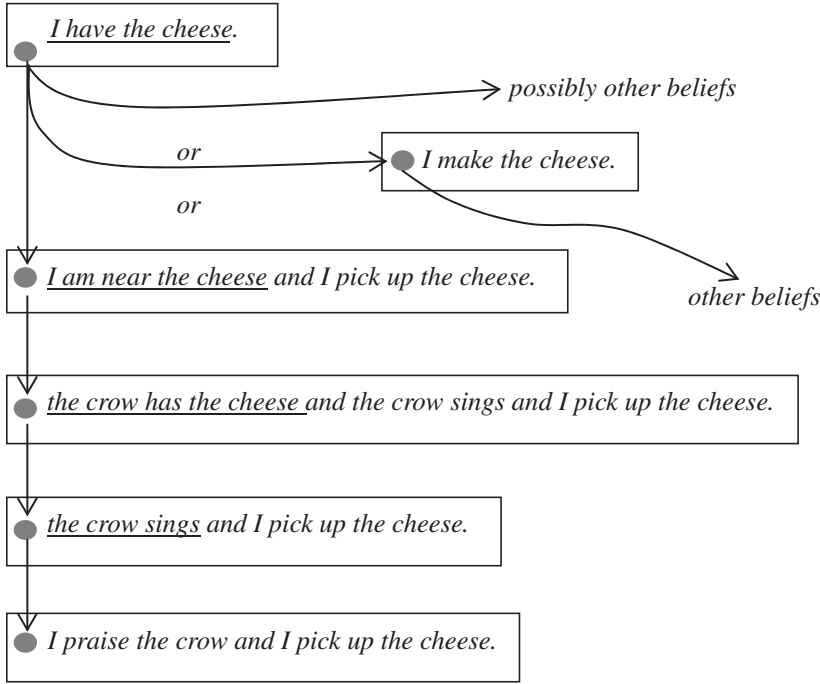 I have the cheese.
possibly other beliefs
or
I make the cheese.
or
I am near the cheese and I pick up the cheese.
other beliefs
the crow has the cheese and the crow sings and I pick up the cheese.
the crow sings and I pick up the cheese.
I praise the crow and I pick up the cheese.